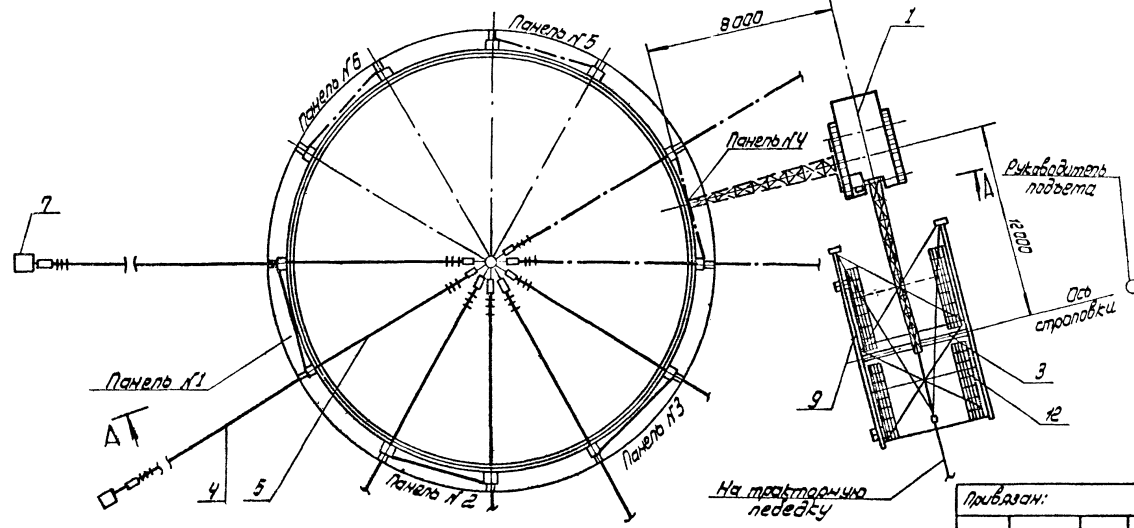 Панель №5
8000
1
Панель №6
Панель №4
Руководитель
подъема
А
7
12000
Ось
строповки
Панель №1
3
9
12
А
Панель №3
4
5
Панель №2
На тракторную
лебедку
Привязан: